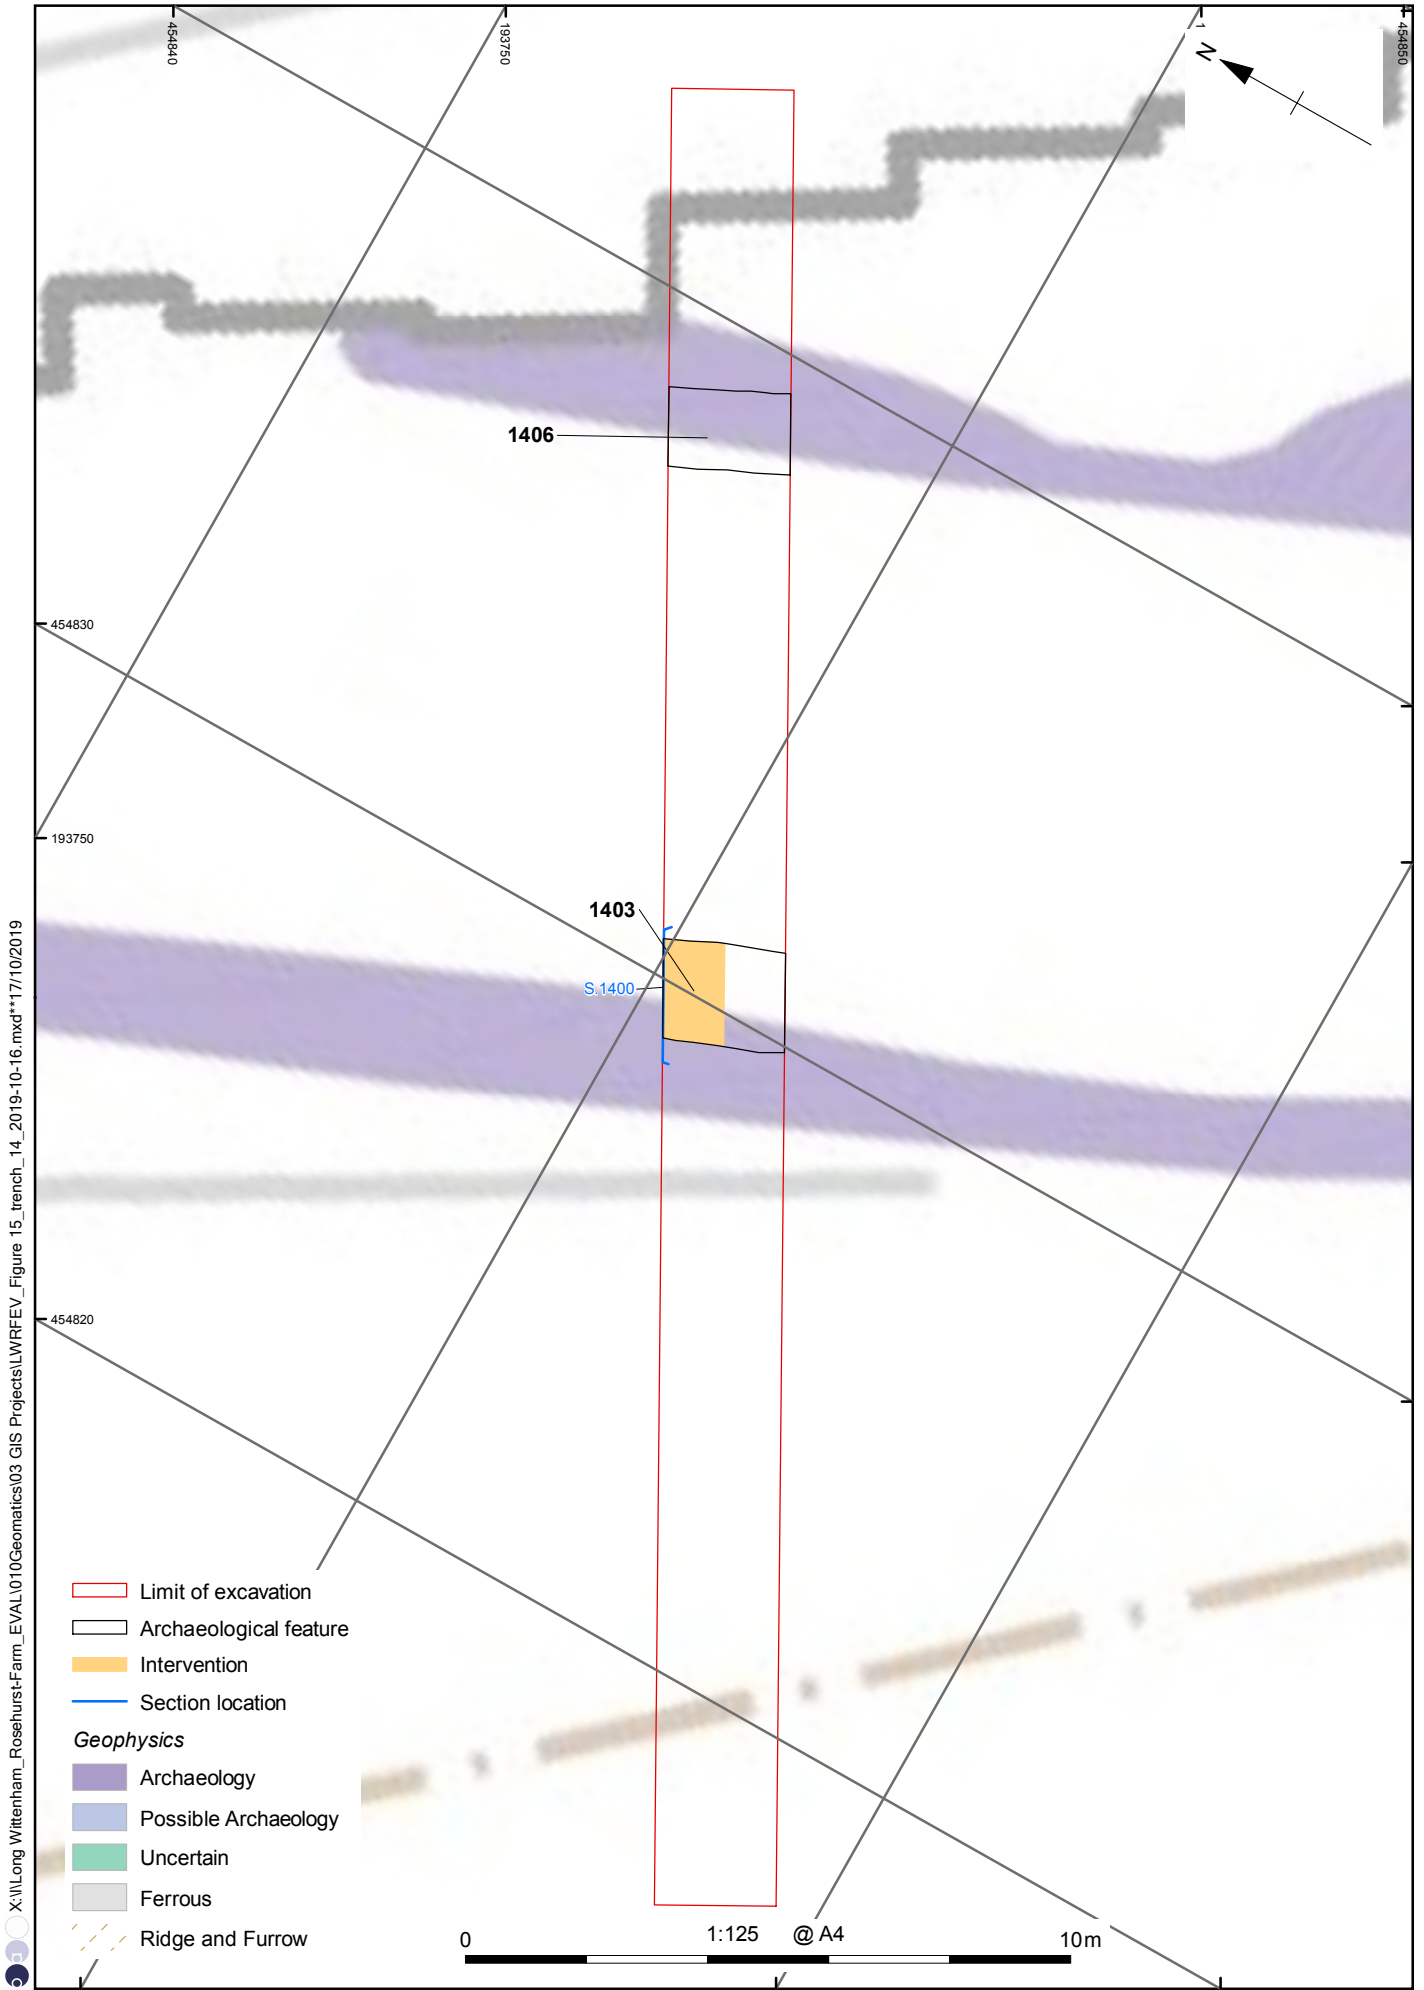 454840
193750
1
454850
N
1406
454830
193750
1403
S.1400
454820
Limit of excavation
Archaeological feature
Intervention
Section location
Geophysics
Archaeology
Possible Archaeology
Uncertain
Ferrous
Ridge and Furrow
0
1:125 @ A4
10m
X:\l\Long Wittenham_Rosehurst-Farm_EVAL\010Geomatics\03 GIS Projects\LWRFEV_Figure 15_trench_14_2019-10-16.mxd**17/10/2019